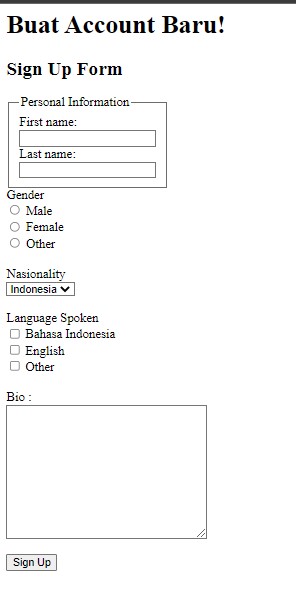 Buat Account Baru!
Sign Up Form
Personal Information
First name:
Last name:
Gender
Male
Female
Other
Nasionality
Indonesia
Language Spoken
Bahasa Indonesia
English
Other
Bio :
Sign Up